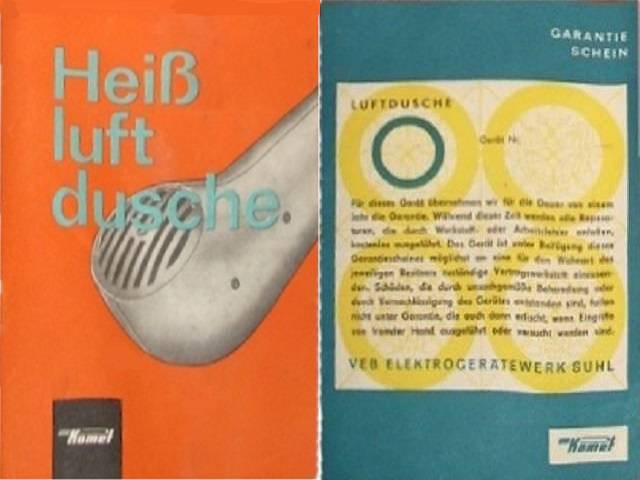 Heiß
luft
dusche
Komet
GARANTIE
SCHEIN
LUFTDUSCHE
Gerät Nr.
Für dieses Gerät übernehmen wir für die Dauer von einem
Jahr die Garantie. Während dieser Zeit werden alle Repara-
turen, die durch Werkstoff- oder Arbeitsfehler anfallen,
kostenlos ausgeführt. Das Gerät ist unter Beifügung dieses
Garantiescheines möglichst an eine für den Wohnort des
jeweiligen Besitzers zuständige Vertragswerkstatt einzusen-
den. Schäden, die durch unsachgemäße Behandlung oder
durch Vernachlässigung des Gerätes entstanden sind, fallen
nicht unter Garantie, die auch dann erlischt, wenn Eingriffe
von fremder Hand ausgeführt oder versucht worden sind.
VEB ELEKTROGERÄTEWERK SUHL
Komet